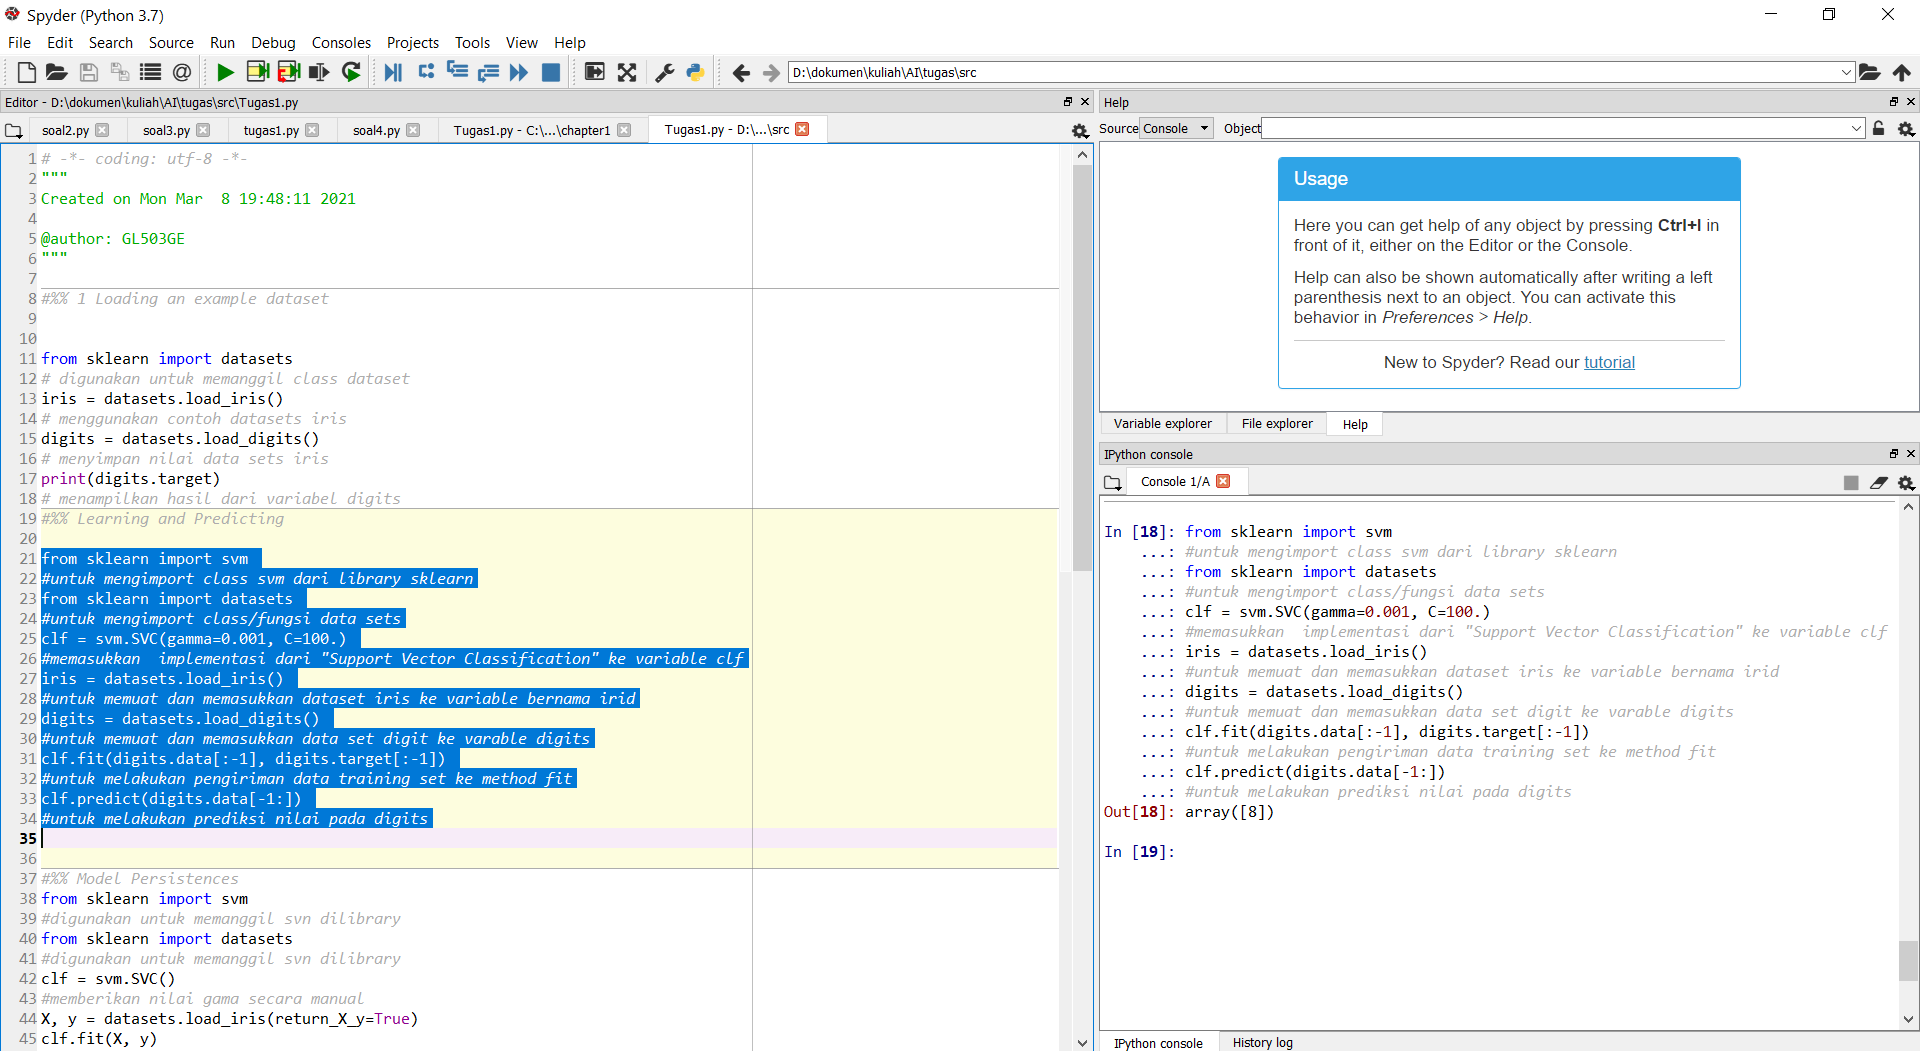 Spyder (Python 3.7)
File Edit Search Source Run Debug Consoles Projects Tools View Help
D:\dokumen\kuliah\AI\tugas\src
Editor - D:\dokumen\kuliah\AI\tugas\src\Tugas1.py
soal2.py soal3.py tugas1.py soal4.py Tugas1.py - C:\...\chapter1 Tugas1.py - D:\...\src
1 # -*- coding: utf-8 -*-
2 """
3 Created on Mon Mar  8 19:48:11 2021
4
5 @author: GL503GE
6 """
7
8 #%% 1 Loading an example dataset
9
10
11 from sklearn import datasets
12 # digunakan untuk memanggil class dataset
13 iris = datasets.load_iris()
14 # menggunakan contoh datasets iris
15 digits = datasets.load_digits()
16 # menyimpan nilai data sets iris
17 print(digits.target)
18 # menampilkan hasil dari variabel digits
19 #%% Learning and Predicting
20
21 from sklearn import svm
22 #untuk mengimport class svm dari library sklearn
23 from sklearn import datasets
24 #untuk mengimport class/fungsi data sets
25 clf = svm.SVC(gamma=0.001, C=100.)
26 #memasukkan  implementasi dari "Support Vector Classification" ke variable clf
27 iris = datasets.load_iris()
28 #untuk memuat dan memasukkan dataset iris ke variable bernama irid
29 digits = datasets.load_digits()
30 #untuk memuat dan memasukkan data set digit ke varable digits
31 clf.fit(digits.data[:-1], digits.target[:-1])
32 #untuk melakukan pengiriman data training set ke method fit
33 clf.predict(digits.data[-1:])
34 #untuk melakukan prediksi nilai pada digits
35
36
37 #%% Model Persistences
38 from sklearn import svm
39 #digunakan untuk memanggil svn dilibrary
40 from sklearn import datasets
41 #digunakan untuk memanggil svn dilibrary
42 clf = svm.SVC()
43 #memberikan nilai gama secara manual
44 X, y = datasets.load_iris(return_X_y=True)
45 clf.fit(X, y)
Help
Source Console Object
Usage
Here you can get help of any object by pressing Ctrl+I in
front of it, either on the Editor or the Console.
Help can also be shown automatically after writing a left
parenthesis next to an object. You can activate this
behavior in Preferences > Help.
New to Spyder? Read our tutorial
Variable explorer File explorer Help
IPython console
Console 1/A
In [18]: from sklearn import svm
...: #untuk mengimport class svm dari library sklearn
...: from sklearn import datasets
...: #untuk mengimport class/fungsi data sets
...: clf = svm.SVC(gamma=0.001, C=100.)
...: #memasukkan  implementasi dari "Support Vector Classification" ke variable clf
...: iris = datasets.load_iris()
...: #untuk memuat dan memasukkan dataset iris ke variable bernama irid
...: digits = datasets.load_digits()
...: #untuk memuat dan memasukkan data set digit ke varable digits
...: clf.fit(digits.data[:-1], digits.target[:-1])
...: #untuk melakukan pengiriman data training set ke method fit
...: clf.predict(digits.data[-1:])
...: #untuk melakukan prediksi nilai pada digits
Out[18]: array([8])
In [19]:
IPython console History log